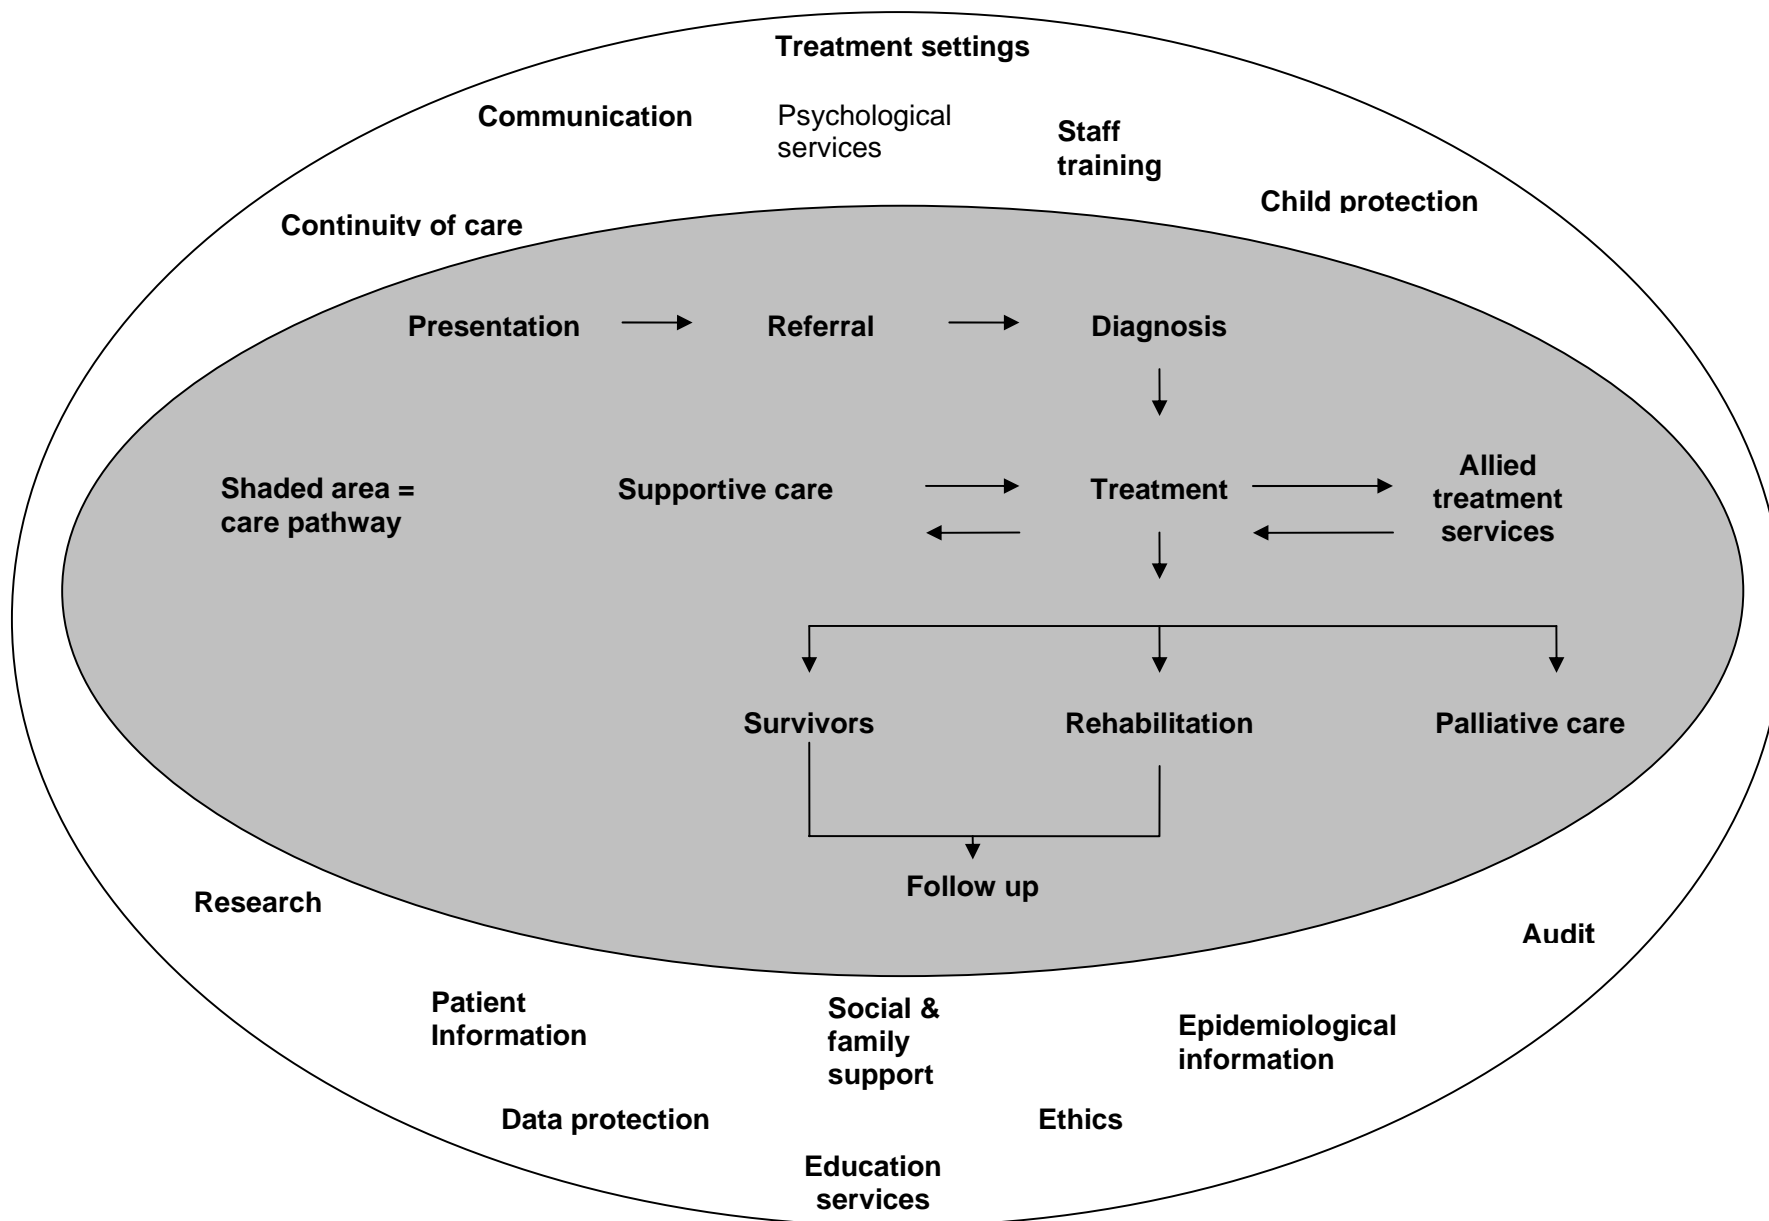 Treatment settings
Communication
Psychological
services
Staff
training
Child protection
Continuity of care
Presentation
Referral
Diagnosis
Shaded area =
care pathway
Supportive care
Treatment
Allied
treatment
services
Survivors
Rehabilitation
Palliative care
Follow up
Research
Audit
Patient
Information
Social &
family
support
Epidemiological
information
Data protection
Ethics
Education
services